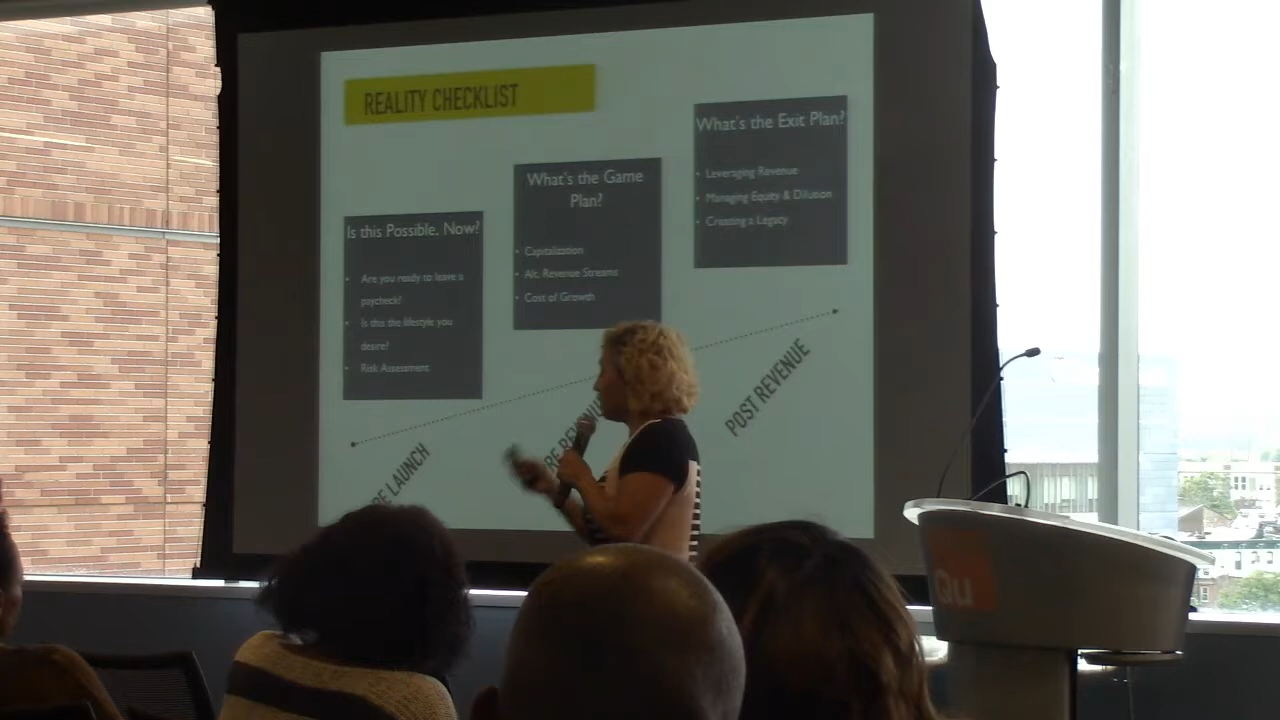 REALITY CHECKLIST
Is this Possible, Now?
• Are you ready to leave a
paycheck?
• Is this the lifestyle you
desire?
• Risk Assessment
What's the Game
Plan?
• Capitalization
• Alt. Revenue Streams
• Cost of Growth
What's the Exit Plan?
• Leveraging Revenue
• Managing Equity & Dilution
• Creating a Legacy
LAUNCH
POST REVENUE
Qu